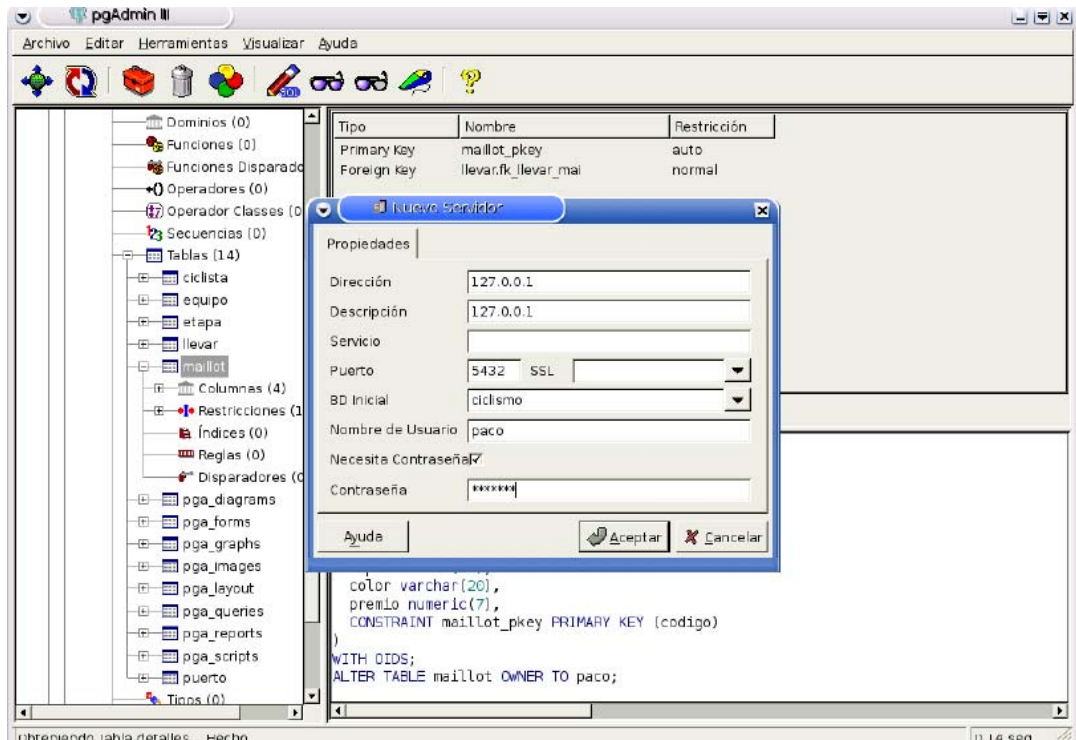 pgAdmin III
Archivo Editar Herramientas Visualizar Ayuda
SQL
Dominios (0)
Funciones (0)
Funciones Disparado
Operadores (0)
Operador Classes (0
Secuencias (0)
Tablas (14)
ciclista
equipo
etapa
llevar
maillot
Columnas (4)
Restricciones (1
Índices (0)
Reglas (0)
Disparadores (0
pga_diagrams
pga_forms
pga_graphs
pga_images
pga_layout
pga_queries
pga_reports
pga_scripts
puerto
Tipos (0)
Tipo Nombre Restricción
Primary Key maillot_pkey auto
Foreign Key llevar.fk_llevar_mai normal
Nuevo Servidor
Propiedades
Dirección 127.0.0.1
Descripción 127.0.0.1
Servicio
Puerto 5432 SSL
BD Inicial ciclismo
Nombre de Usuario paco
Necesita Contraseña
Contraseña *******
Ayuda Aceptar Cancelar
color varchar(20),
premio numeric(7),
CONSTRAINT maillot_pkey PRIMARY KEY (codigo)
)
WITH OIDS;
ALTER TABLE maillot OWNER TO paco;
Obteniendo Tabla detalles... Hecho.
seg